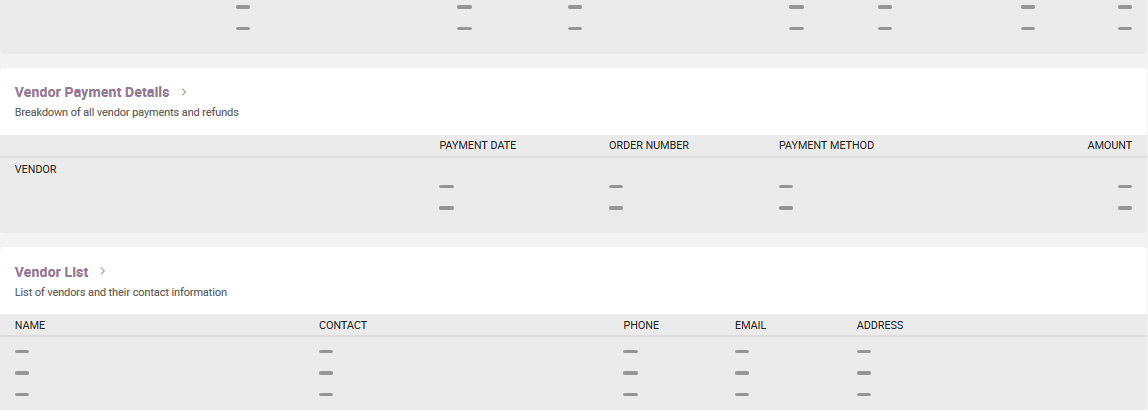 Vendor Payment Details
Breakdown of all vendor payments and refunds
PAYMENT DATE ORDER NUMBER PAYMENT METHOD AMOUNT
VENDOR
Vendor List
List of vendors and their contact information
NAME CONTACT PHONE EMAIL ADDRESS